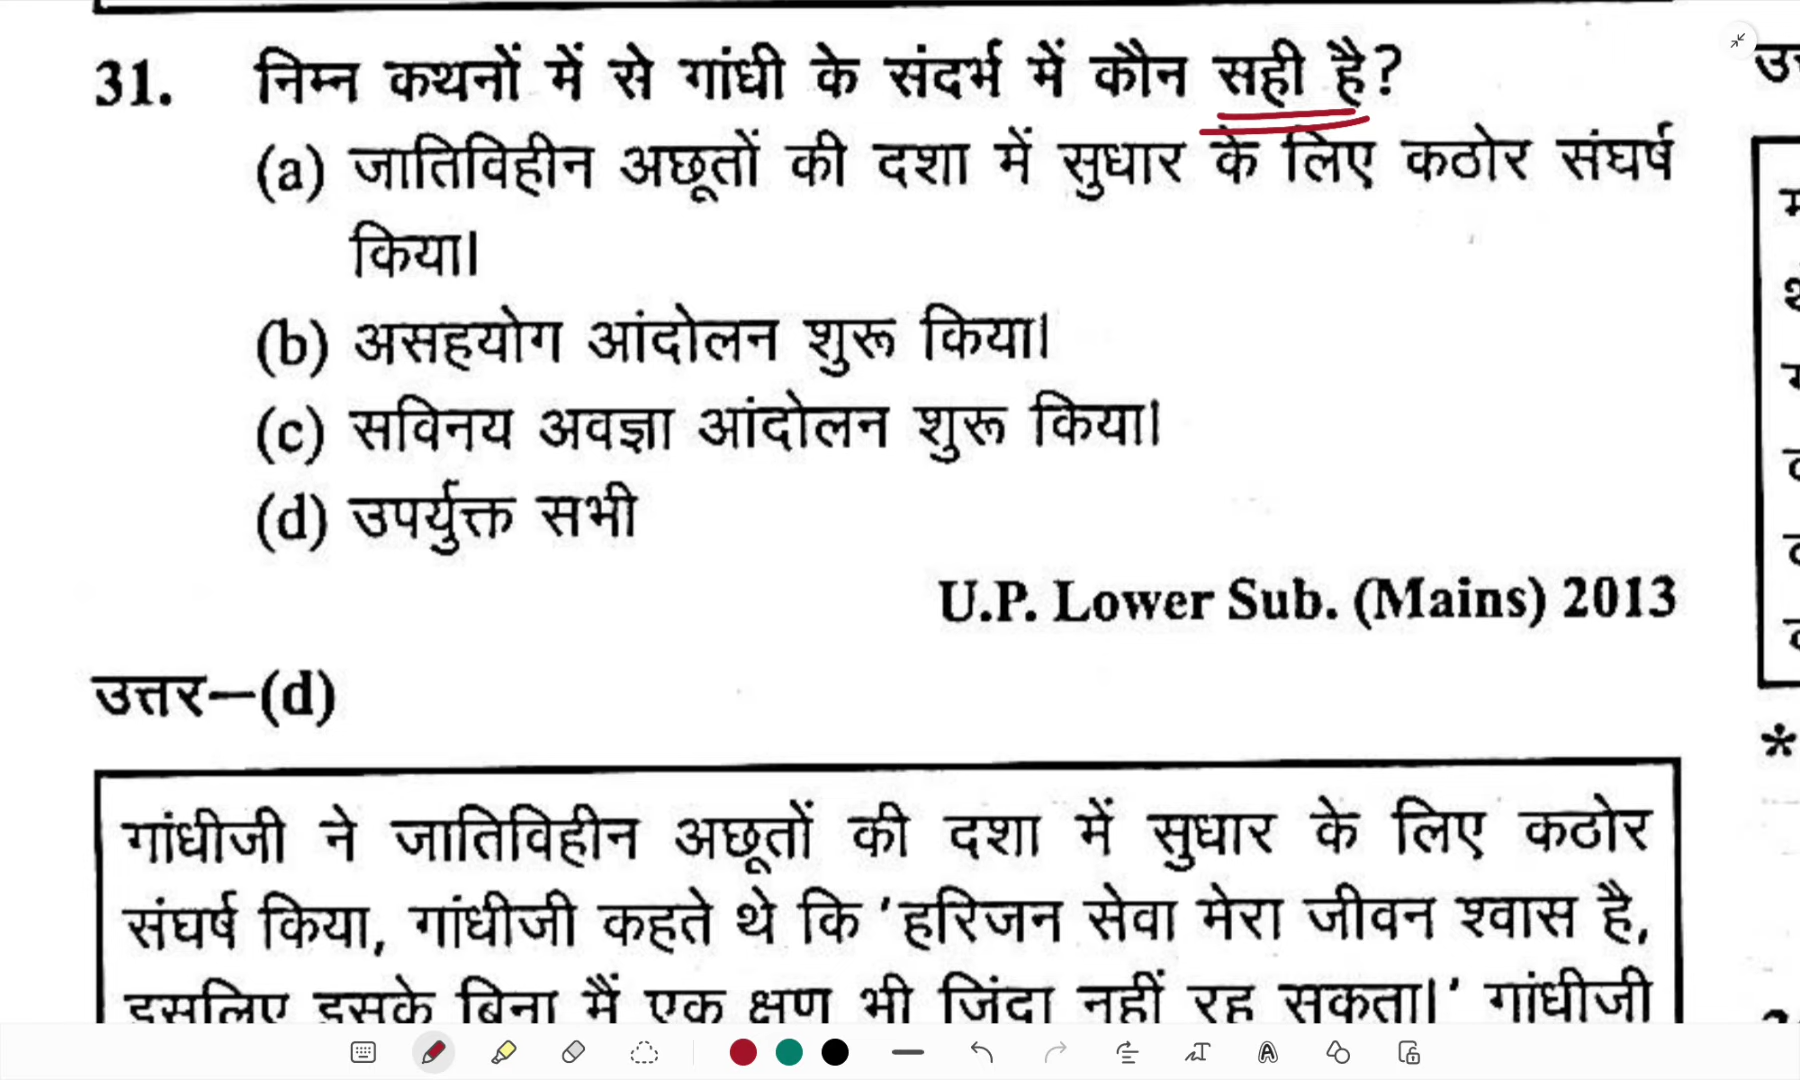 31. निम्न कथनों में से गांधी के संदर्भ में कौन सही है?
(a) जातिविहीन अछूतों की दशा में सुधार के लिए कठोर संघर्ष
किया।
(b) असहयोग आंदोलन शुरू किया।
(c) सविनय अवज्ञा आंदोलन शुरू किया।
(d) उपर्युक्त सभी
U.P. Lower Sub. (Mains) 2013
उत्तर—(d)
गांधीजी ने जातिविहीन अछूतों की दशा में सुधार के लिए कठोर
संघर्ष किया, गांधीजी कहते थे कि 'हरिजन सेवा मेरा जीवन श्वास है,
इसलिए इसके बिना मैं एक क्षण भी जिंदा नहीं रह सकता।' गांधीजी